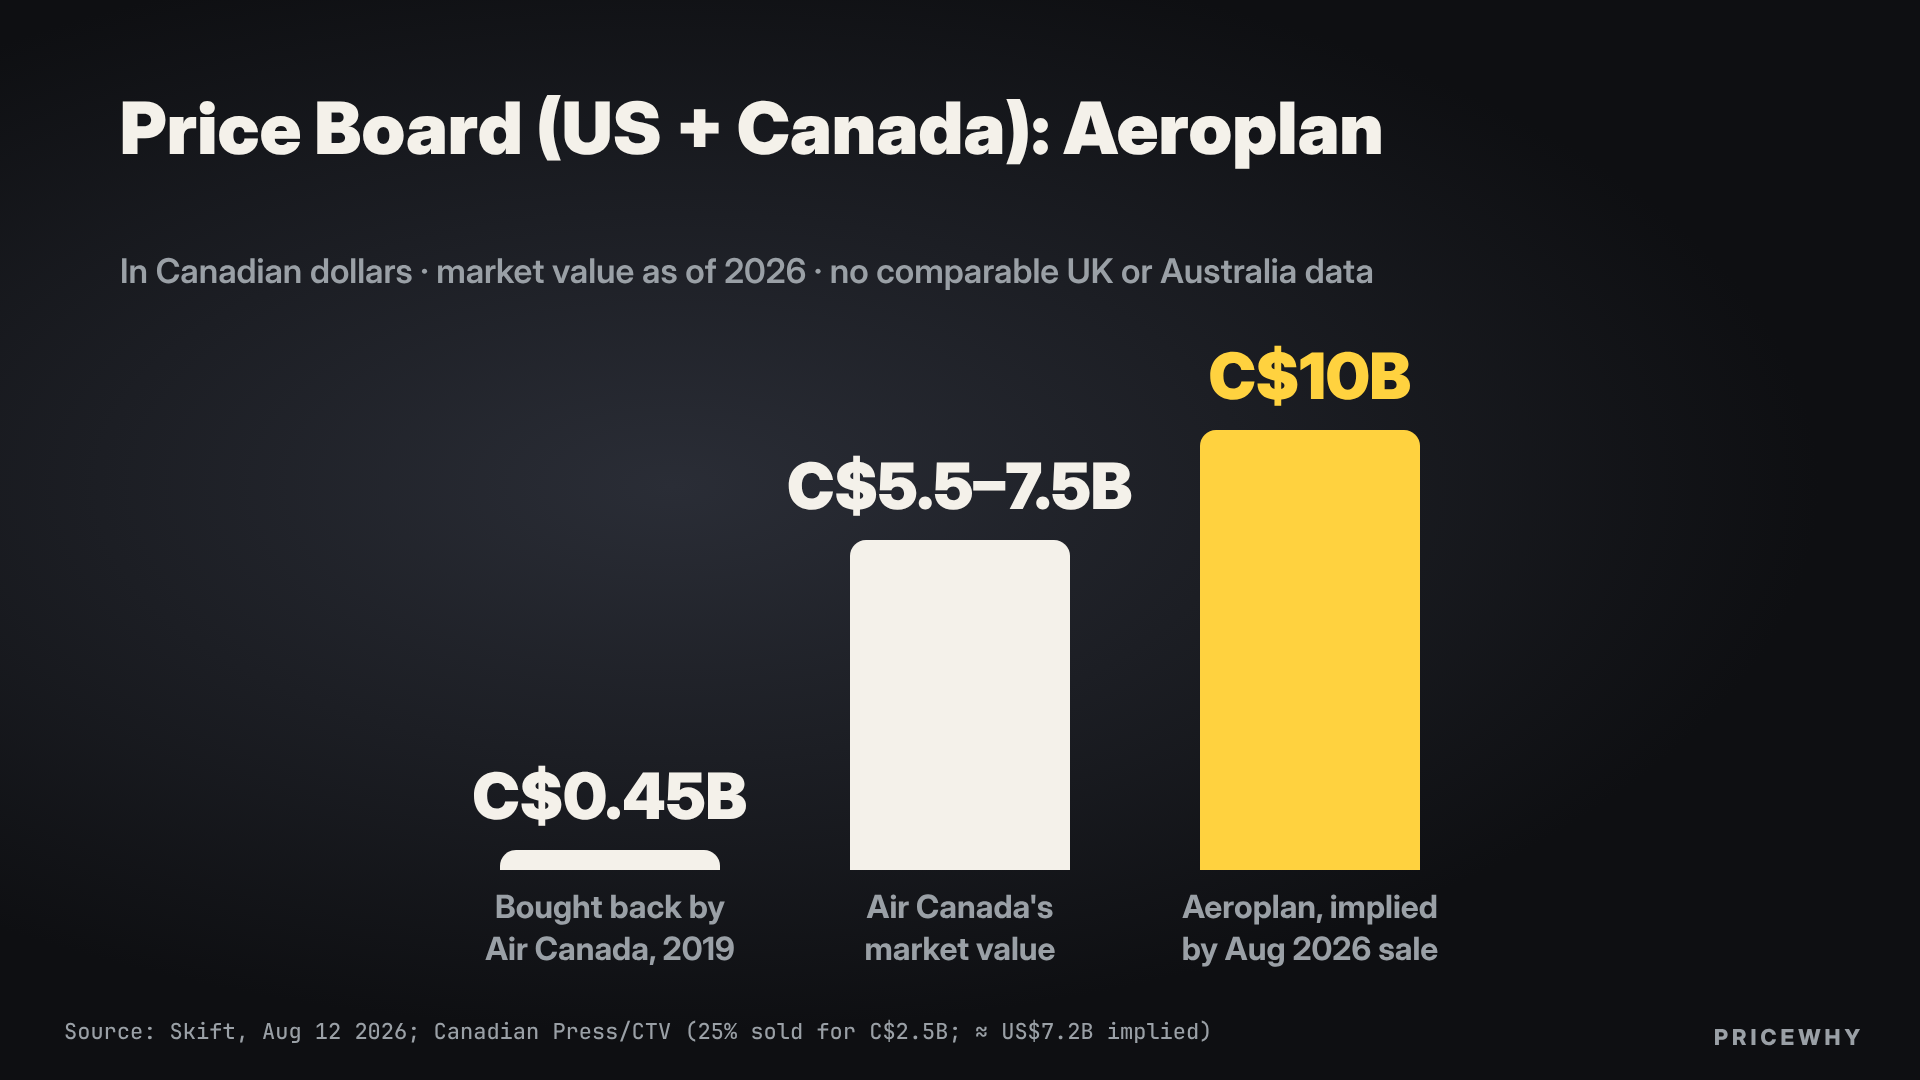 Price Board (US + Canada): Aeroplan
In Canadian dollars · market value as of 2026 · no comparable UK or Australia data
C$10B
C$5.5–7.5B
C$0.45B
Bought back by
Air Canada, 2019
Air Canada's
market value
Aeroplan, implied
by Aug 2026 sale
Source: Skift, Aug 12 2026; Canadian Press/CTV (25% sold for C$2.5B; ≈ US$7.2B implied)
PRICEWHY